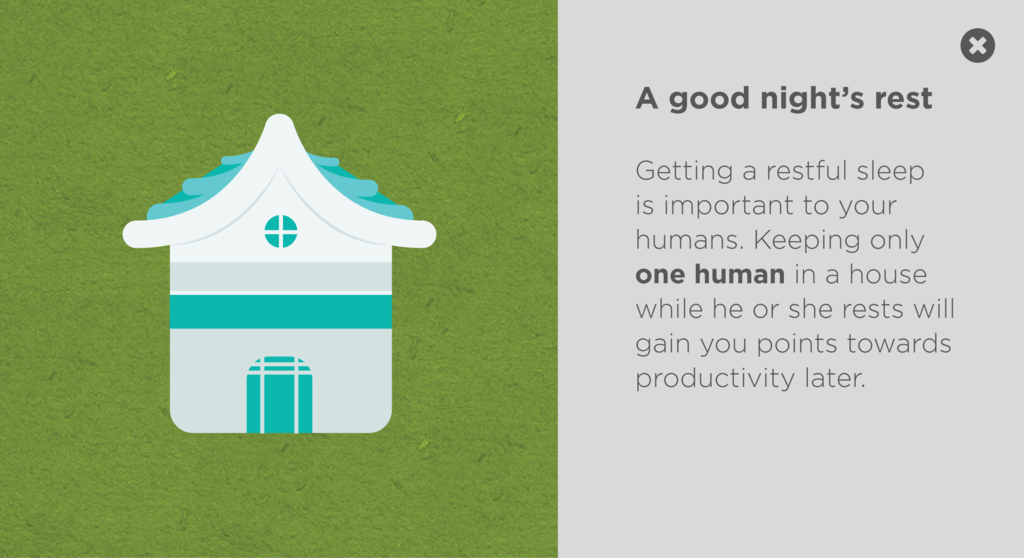 A good night’s rest
Getting a restful sleep
is important to your
humans. Keeping only
one human in a house
while he or she rests will
gain you points towards
productivity later.